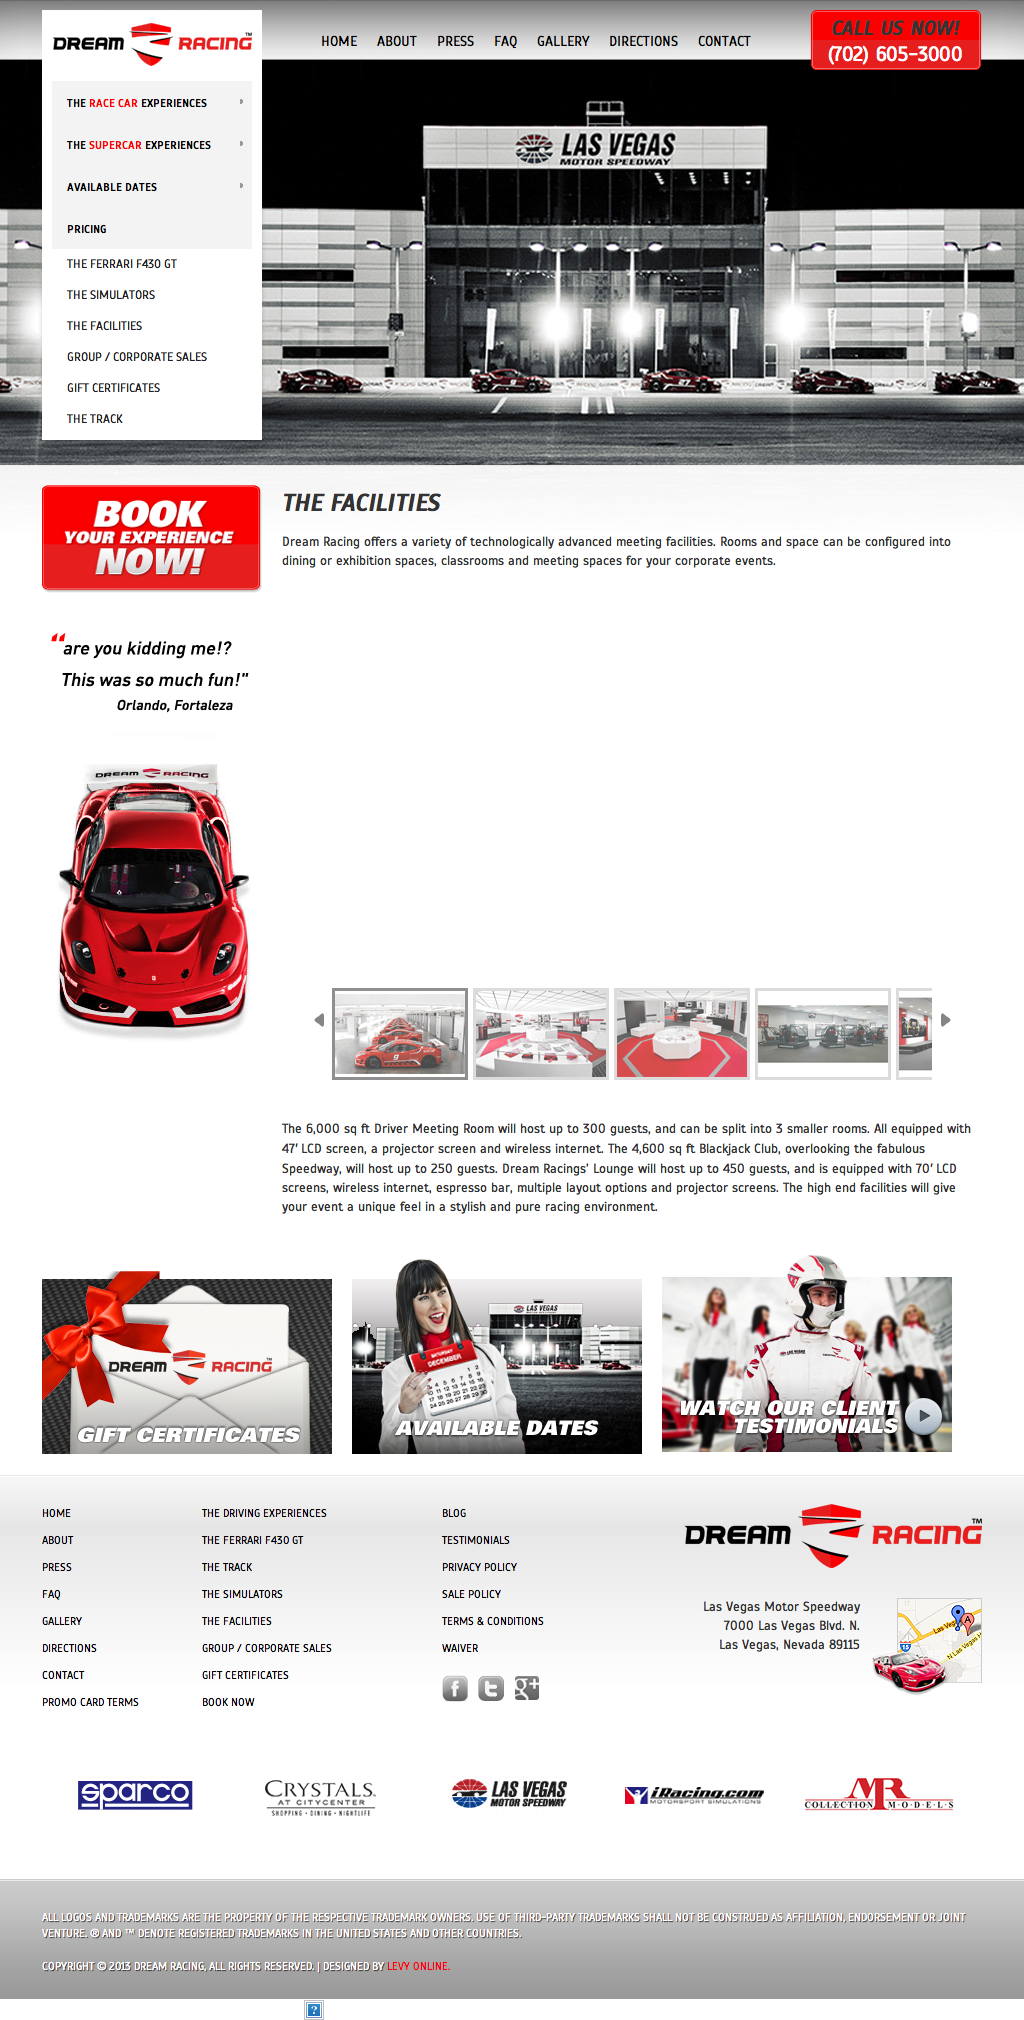 DREAM RACING™
HOME ABOUT PRESS FAQ GALLERY DIRECTIONS CONTACT
CALL US NOW!
(702) 605-3000
THE RACE CAR EXPERIENCES
THE SUPERCAR EXPERIENCES
AVAILABLE DATES
PRICING
THE FERRARI F430 GT
THE SIMULATORS
THE FACILITIES
GROUP / CORPORATE SALES
GIFT CERTIFICATES
THE TRACK
LAS VEGAS
MOTOR SPEEDWAY
BOOK
YOUR EXPERIENCE
NOW!
THE FACILITIES
Dream Racing offers a variety of technologically advanced meeting facilities. Rooms and space can be configured into
dining or exhibition spaces, classrooms and meeting spaces for your corporate events.
“are you kidding me!?
This was so much fun!"
Orlando, Fortaleza
DREAM RACING
LAS VEGAS
The 6,000 sq ft Driver Meeting Room will host up to 300 guests, and can be split into 3 smaller rooms. All equipped with
47′ LCD screen, a projector screen and wireless internet. The 4,600 sq ft Blackjack Club, overlooking the fabulous
Speedway, will host up to 250 guests. Dream Racings’ Lounge will host up to 450 guests, and is equipped with 70′ LCD
screens, wireless internet, espresso bar, multiple layout options and projector screens. The high end facilities will give
your event a unique feel in a stylish and pure racing environment.
DREAM RACING™
GIFT CERTIFICATES
LAS VEGAS
SATURDAY
DECEMBER
AVAILABLE DATES
WATCH OUR CLIENT
TESTIMONIALS
HOME
ABOUT
PRESS
FAQ
GALLERY
DIRECTIONS
CONTACT
PROMO CARD TERMS
THE DRIVING EXPERIENCES
THE FERRARI F430 GT
THE TRACK
THE SIMULATORS
THE FACILITIES
GROUP / CORPORATE SALES
GIFT CERTIFICATES
BOOK NOW
BLOG
TESTIMONIALS
PRIVACY POLICY
SALE POLICY
TERMS & CONDITIONS
WAIVER
DREAM RACING™
Las Vegas Motor Speedway
7000 Las Vegas Blvd. N.
Las Vegas, Nevada 89115
sparco
CRYSTALS
AT CITYCENTER
SHOPPING • DINING • NIGHTLIFE
LAS VEGAS
MOTOR SPEEDWAY
iRacing.com
MOTORSPORT SIMULATIONS
MR
COLLECTION MODELS
ALL LOGOS AND TRADEMARKS ARE THE PROPERTY OF THE RESPECTIVE TRADEMARK OWNERS. USE OF THIRD-PARTY TRADEMARKS SHALL NOT BE CONSTRUED AS AFFILIATION, ENDORSEMENT OR JOINT
VENTURE. ® AND ™ DENOTE REGISTERED TRADEMARKS IN THE UNITED STATES AND OTHER COUNTRIES.
COPYRIGHT © 2013 DREAM RACING, ALL RIGHTS RESERVED. | DESIGNED BY LEVY ONLINE.